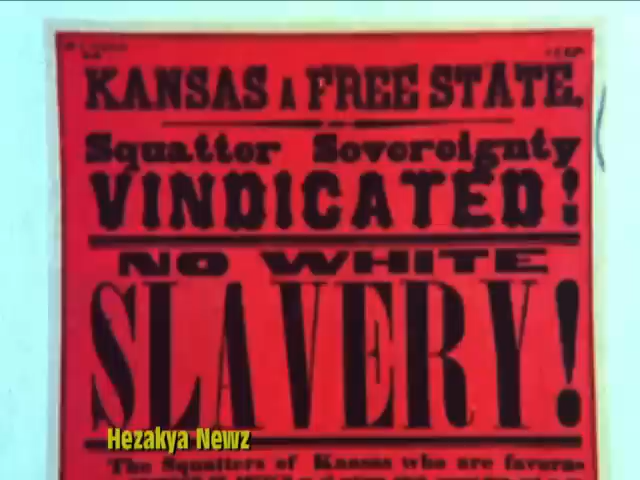 KANSAS A FREE STATE.
Squatter Sovereignty
VINDICATED!
NO WHITE
SLAVERY!
Hezakya Newz
The Squatters of Kansas who are favora-